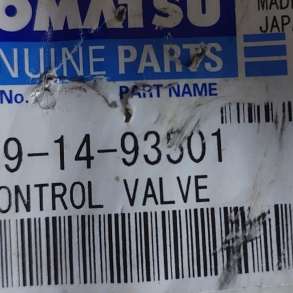 OMATSU
MADE
JAP
NUINE PARTS
No. PART NAME
9-14-93501
ONTROL VALVE